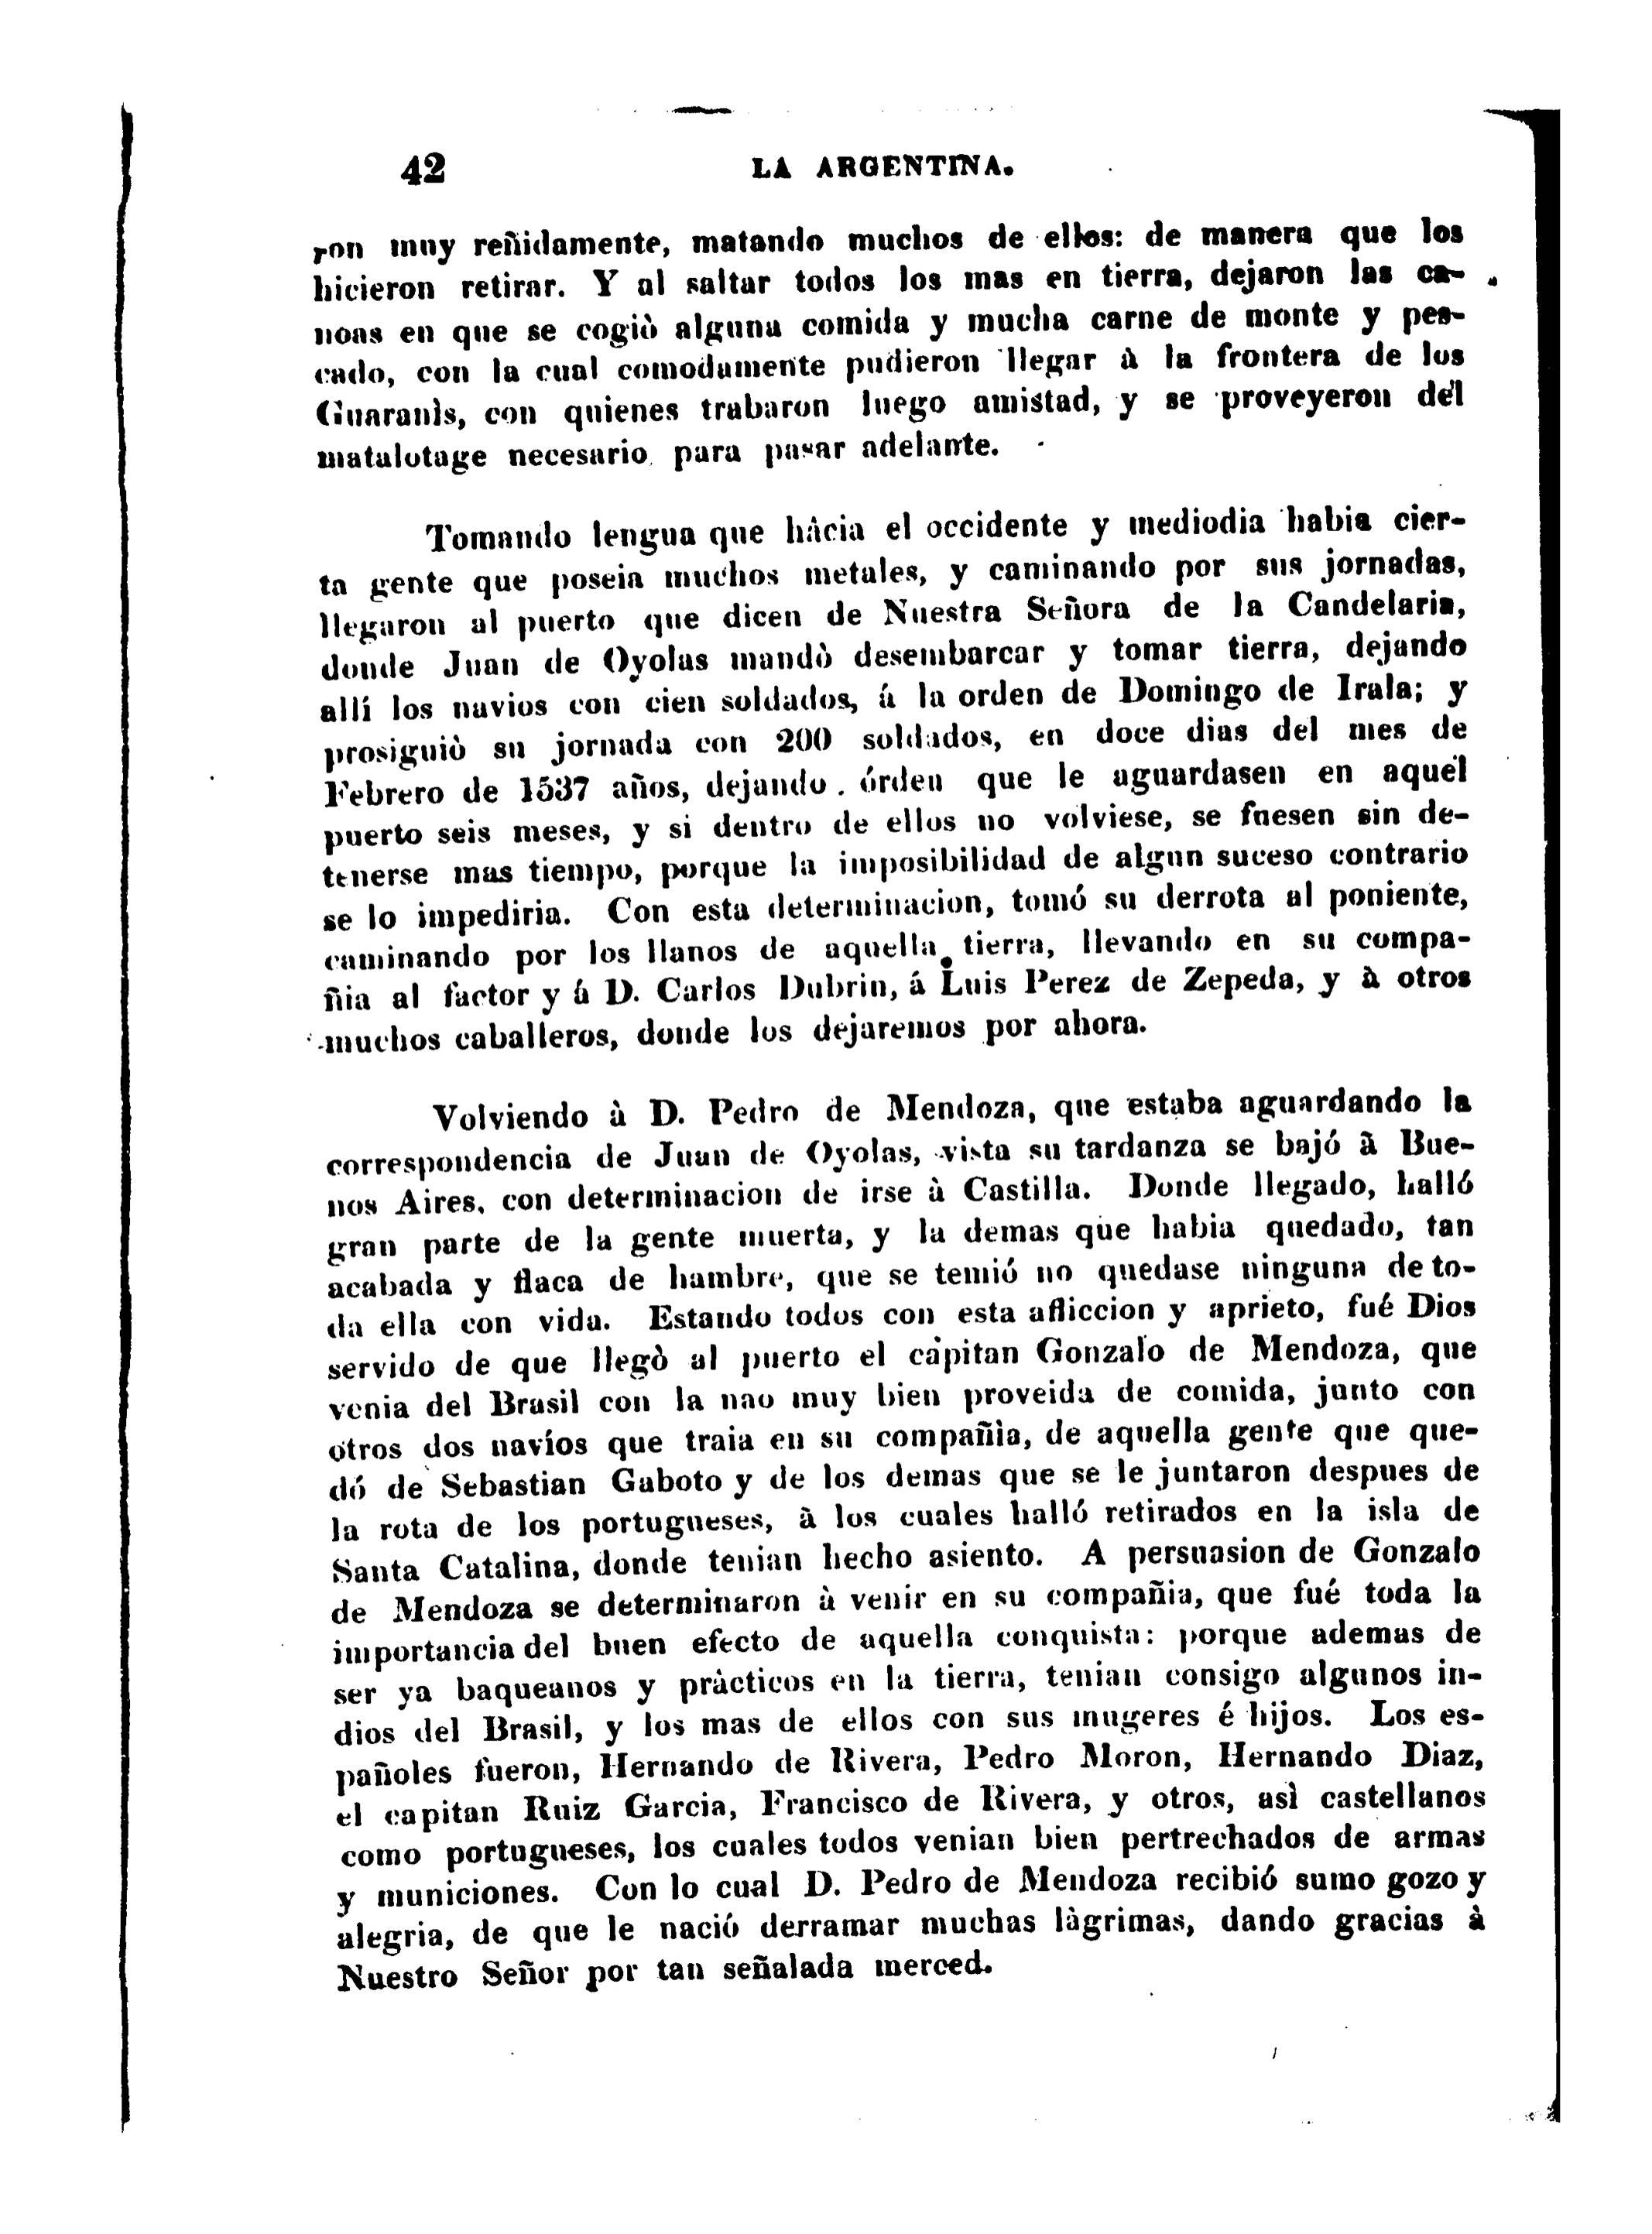 42 LA ARGENTINA.
ron muy reñidamente, matando muchos de ellos: de manera que los
hicieron retirar. Y al saltar todos los mas en tierra, dejaron las ca-
noas en que se cogiò alguna comida y mucha carne de monte y pes-
cado, con la cual comodamente pudieron llegar à la frontera de los
Guaranìs, con quienes trabaron luego amistad, y se proveyeron del
matalotage necesario para pasar adelante.
Tomando lengua que hàcia el occidente y mediodia habia cier-
ta gente que poseia muchos metales, y caminando por sus jornadas,
llegaron al puerto que dicen de Nuestra Señora de la Candelaria,
donde Juan de Oyolas mandò desembarcar y tomar tierra, dejando
allí los navios con cien soldados, á la orden de Domingo de Irala; y
prosiguiò su jornada con 200 soldados, en doce dias del mes de
Febrero de 1537 años, dejando órden que le aguardasen en aquel
puerto seis meses, y si dentro de ellos no volviese, se fuesen sin de-
tenerse mas tiempo, porque la imposibilidad de algun suceso contrario
se lo impediria. Con esta determinacion, tomó su derrota al poniente,
caminando por los llanos de aquella tierra, llevando en su compa-
ñia al factor y á D. Carlos Dubrin, á Luis Perez de Zepeda, y à otros
muchos caballeros, donde los dejaremos por ahora.
Volviendo à D. Pedro de Mendoza, que estaba aguardando la
correspondencia de Juan de Oyolas, vista su tardanza se bajó à Bue-
nos Aires, con determinacion de irse à Castilla. Donde llegado, halló
gran parte de la gente muerta, y la demas que habia quedado, tan
acabada y flaca de hambre, que se temió no quedase ninguna de to-
da ella con vida. Estando todos con esta afliccion y aprieto, fué Dios
servido de que llegò al puerto el capitan Gonzalo de Mendoza, que
venia del Brasil con la nao muy bien proveida de comida, junto con
otros dos navíos que traia en su compañìa, de aquella gente que que-
dó de Sebastian Gaboto y de los demas que se le juntaron despues de
la rota de los portugueses, à los cuales halló retirados en la isla de
Santa Catalina, donde tenian hecho asiento. A persuasion de Gonzalo
de Mendoza se determinaron à venir en su compañia, que fué toda la
importancia del buen efecto de aquella conquista: porque ademas de
ser ya baqueanos y pràcticos en la tierra, tenian consigo algunos in-
dios del Brasil, y los mas de ellos con sus mugeres é hijos. Los es-
pañoles fueron, Hernando de Rivera, Pedro Moron, Hernando Diaz,
el capitan Ruiz Garcia, Francisco de Rivera, y otros, asì castellanos
como portugueses, los cuales todos venian bien pertrechados de armas
y municiones. Con lo cual D. Pedro de Mendoza recibió sumo gozo y
alegria, de que le nació derramar muchas làgrimas, dando gracias à
Nuestro Señor por tan señalada merced.